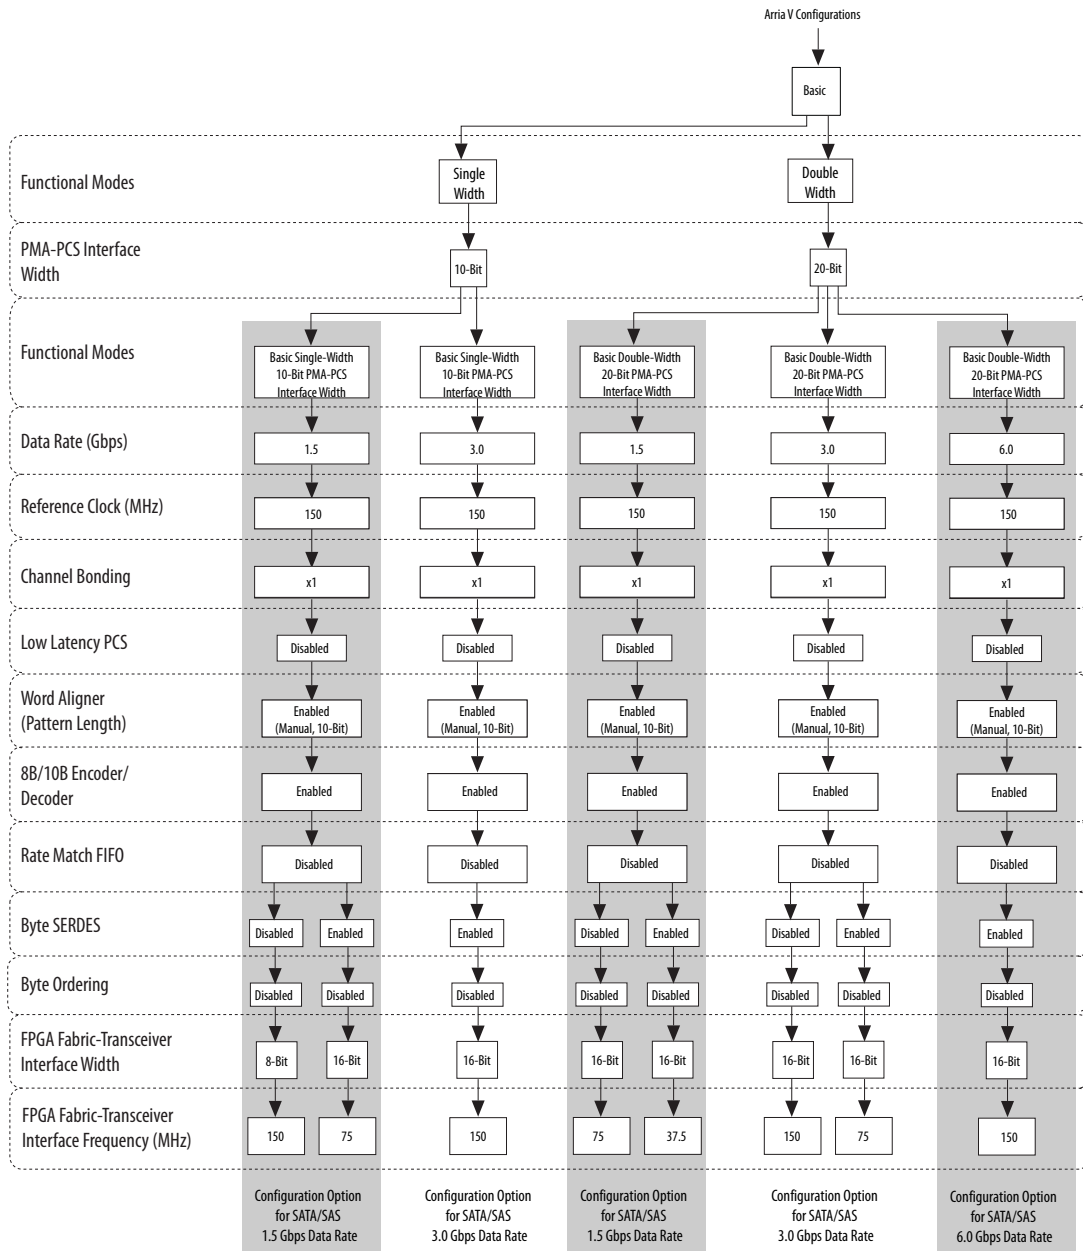 Arria V Configurations
Basic
Functional Modes
Single
Width
Double
Width
PMA-PCS Interface
Width
10-Bit
20-Bit
Functional Modes
Basic Single-Width
10-Bit PMA-PCS
Interface Width
Basic Single-Width
10-Bit PMA-PCS
Interface Width
Basic Double-Width
20-Bit PMA-PCS
Interface Width
Basic Double-Width
20-Bit PMA-PCS
Interface Width
Basic Double-Width
20-Bit PMA-PCS
Interface Width
Data Rate (Gbps)
1.5
3.0
1.5
3.0
6.0
Reference Clock (MHz)
150
150
150
150
150
Channel Bonding
x1
x1
x1
x1
x1
Low Latency PCS
Disabled
Disabled
Disabled
Disabled
Disabled
Word Aligner
(Pattern Length)
Enabled
(Manual, 10-Bit)
Enabled
(Manual, 10-Bit)
Enabled
(Manual, 10-Bit)
Enabled
(Manual, 10-Bit)
Enabled
(Manual, 10-Bit)
8B/10B Encoder/
Decoder
Enabled
Enabled
Enabled
Enabled
Enabled
Rate Match FIFO
Disabled
Disabled
Disabled
Disabled
Disabled
Byte SERDES
Disabled
Enabled
Enabled
Disabled
Enabled
Disabled
Enabled
Enabled
Byte Ordering
Disabled
Disabled
Disabled
Disabled
Disabled
Disabled
Disabled
Disabled
FPGA Fabric-Transceiver
Interface Width
8-Bit
16-Bit
16-Bit
16-Bit
16-Bit
16-Bit
16-Bit
16-Bit
FPGA Fabric-Transceiver
Interface Frequency (MHz)
150
75
150
75
37.5
150
75
150
Configuration Option
for SATA/SAS
1.5 Gbps Data Rate
Configuration Option
for SATA/SAS
3.0 Gbps Data Rate
Configuration Option
for SATA/SAS
1.5 Gbps Data Rate
Configuration Option
for SATA/SAS
3.0 Gbps Data Rate
Configuration Option
for SATA/SAS
6.0 Gbps Data Rate